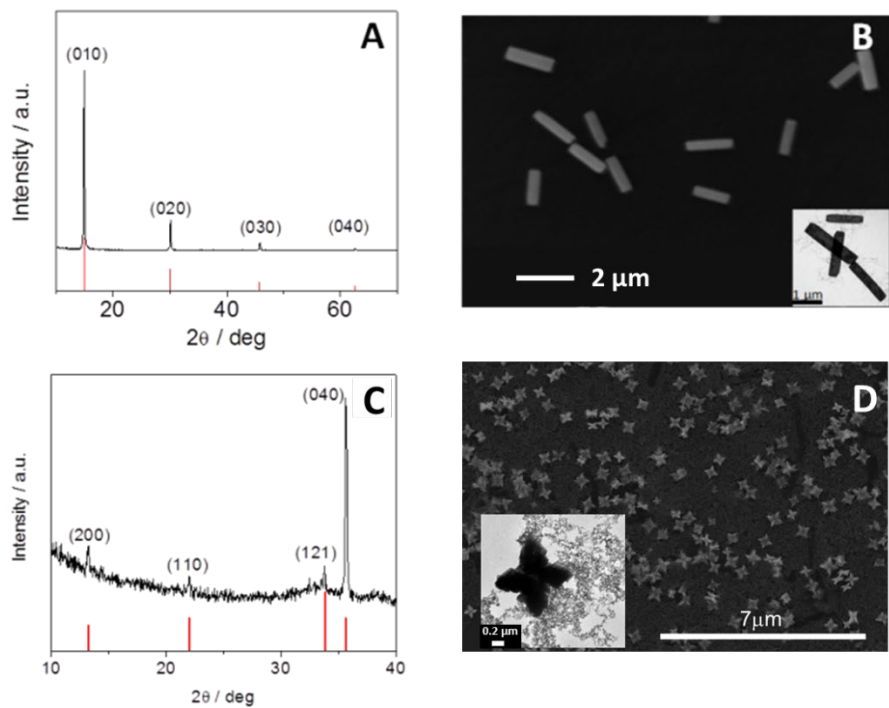 A
(010)
(020)
(030)
(040)
Intensity / a.u.
20
40
60
2θ / deg
B
2 μm
1 μm
C
(040)
(200)
(110)
(121)
Intensity / a.u.
10
20
30
40
2θ / deg
D
0.2 μm
7μm